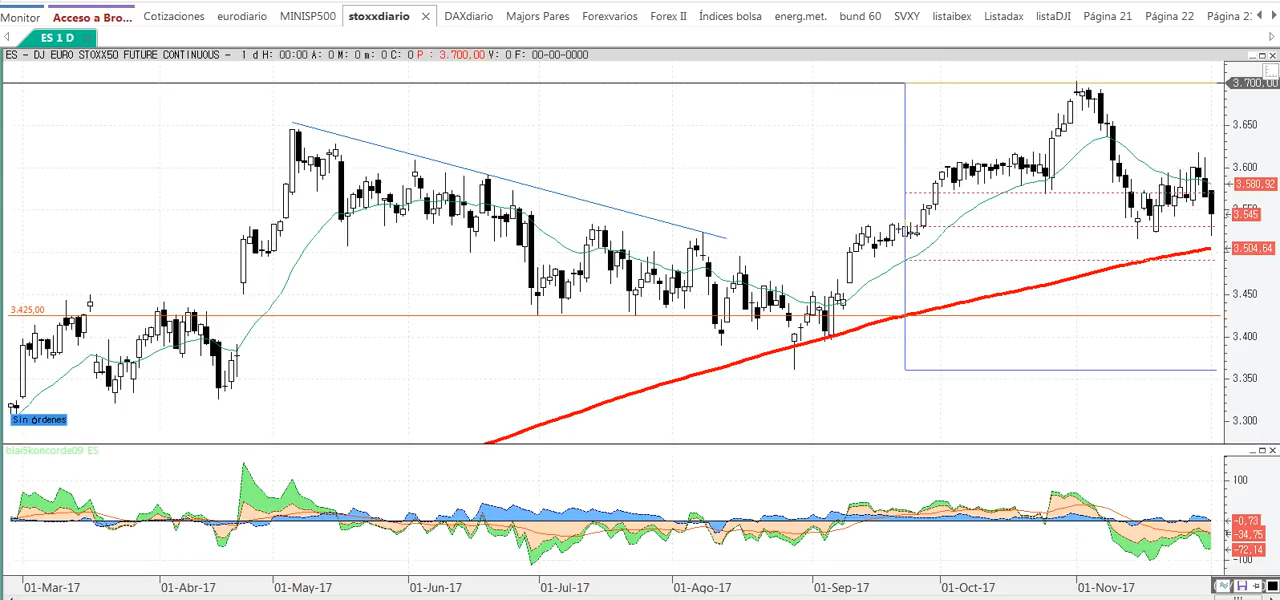 Monitor Acceso a Bro... Cotizaciones eurodiario MINISP500 stoxxdiario DAXdiario Majors Pares Forexvarios Forex II Índices bolsa energ.met. bund 60 SVXY listaibex Listadax listaDJI Página 21 Página 22
ES 1 D
ES - DJ EURO STOXX50 FUTURE CONTINUOUS - 1 d H: 00:00 A: 0 M: 0 m: 0 C: 0 P : 3.700,00 V: 0 F: 00-00-0000
3.700,00
3.650
3.600
3.580,92
3.545
3.504,64
3.450
3.425,00
3.400
3.350
3.300
Sin órdenes
blai5koncorde09 ES
100
-0,73
-34,75
-72,14
-100
01-Mar-17 01-Abr-17 01-May-17 01-Jun-17 01-Jul-17 01-Ago-17 01-Sep-17 01-Oct-17 01-Nov-17